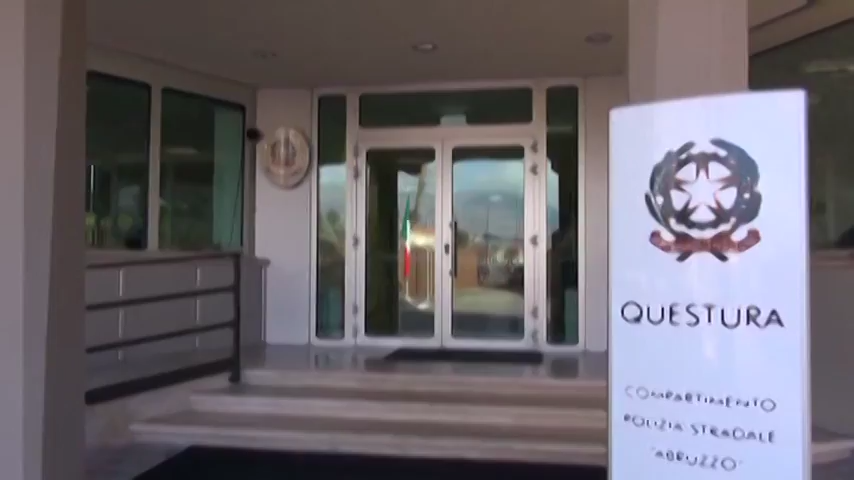 QUESTURA
COMPARTIMENTO
POLIZIA STRADALE
"ABRUZZO"